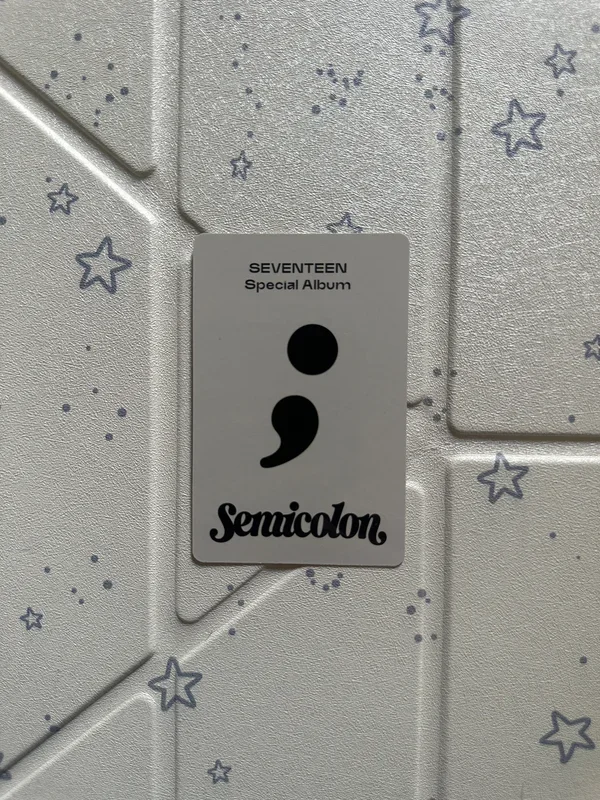 SEVENTEEN
Special Album
;
Semicolon